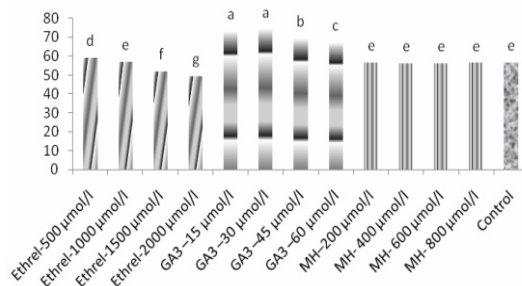 80
70
60
50
40
30
20
10
0
d e f g a a b c e e e e e
Ethrel-500 µmol/l
Ethrel-1000 µmol/l
Ethrel-1500 µmol/l
Ethrel-2000 µmol/l
GA3 –15 µmol/l
GA3 –30 µmol/l
GA3 –45 µmol/l
GA3 –60 µmol/l
MH–200 µmol/l
MH- 400 µmol/l
MH- 600 µmol/l
MH- 800 µmol/l
Control